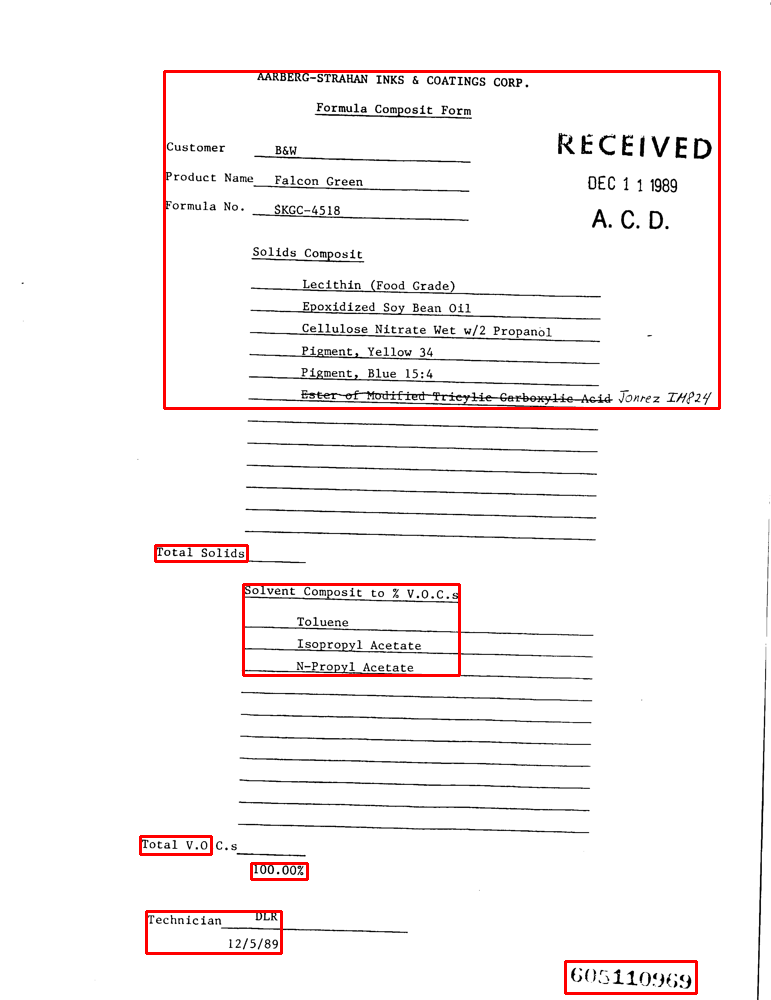 AARBERG-STRAHAN INKS & COATINGS CORP.
Formula Composit Form
RECEIVED
DEC 11 1989
A. C. D.
Customer B&W
Product Name Falcon Green
Formula No. SKGC-4518
Solids Composit
Lecithin (Food Grade)
Epoxidized Soy Bean Oil
Cellulose Nitrate Wet w/2 Propanol
Pigment, Yellow 34
Pigment, Blue 15:4
Ester of Modified Tricylic Carboxylic Acid Jonrez IH824
Total Solids
Solvent Composit to % V.O.C.s
Toluene
Isopropyl Acetate
N-Propyl Acetate
Total V.O.C.s
100.00%
Technician DLR
12/5/89
605110969